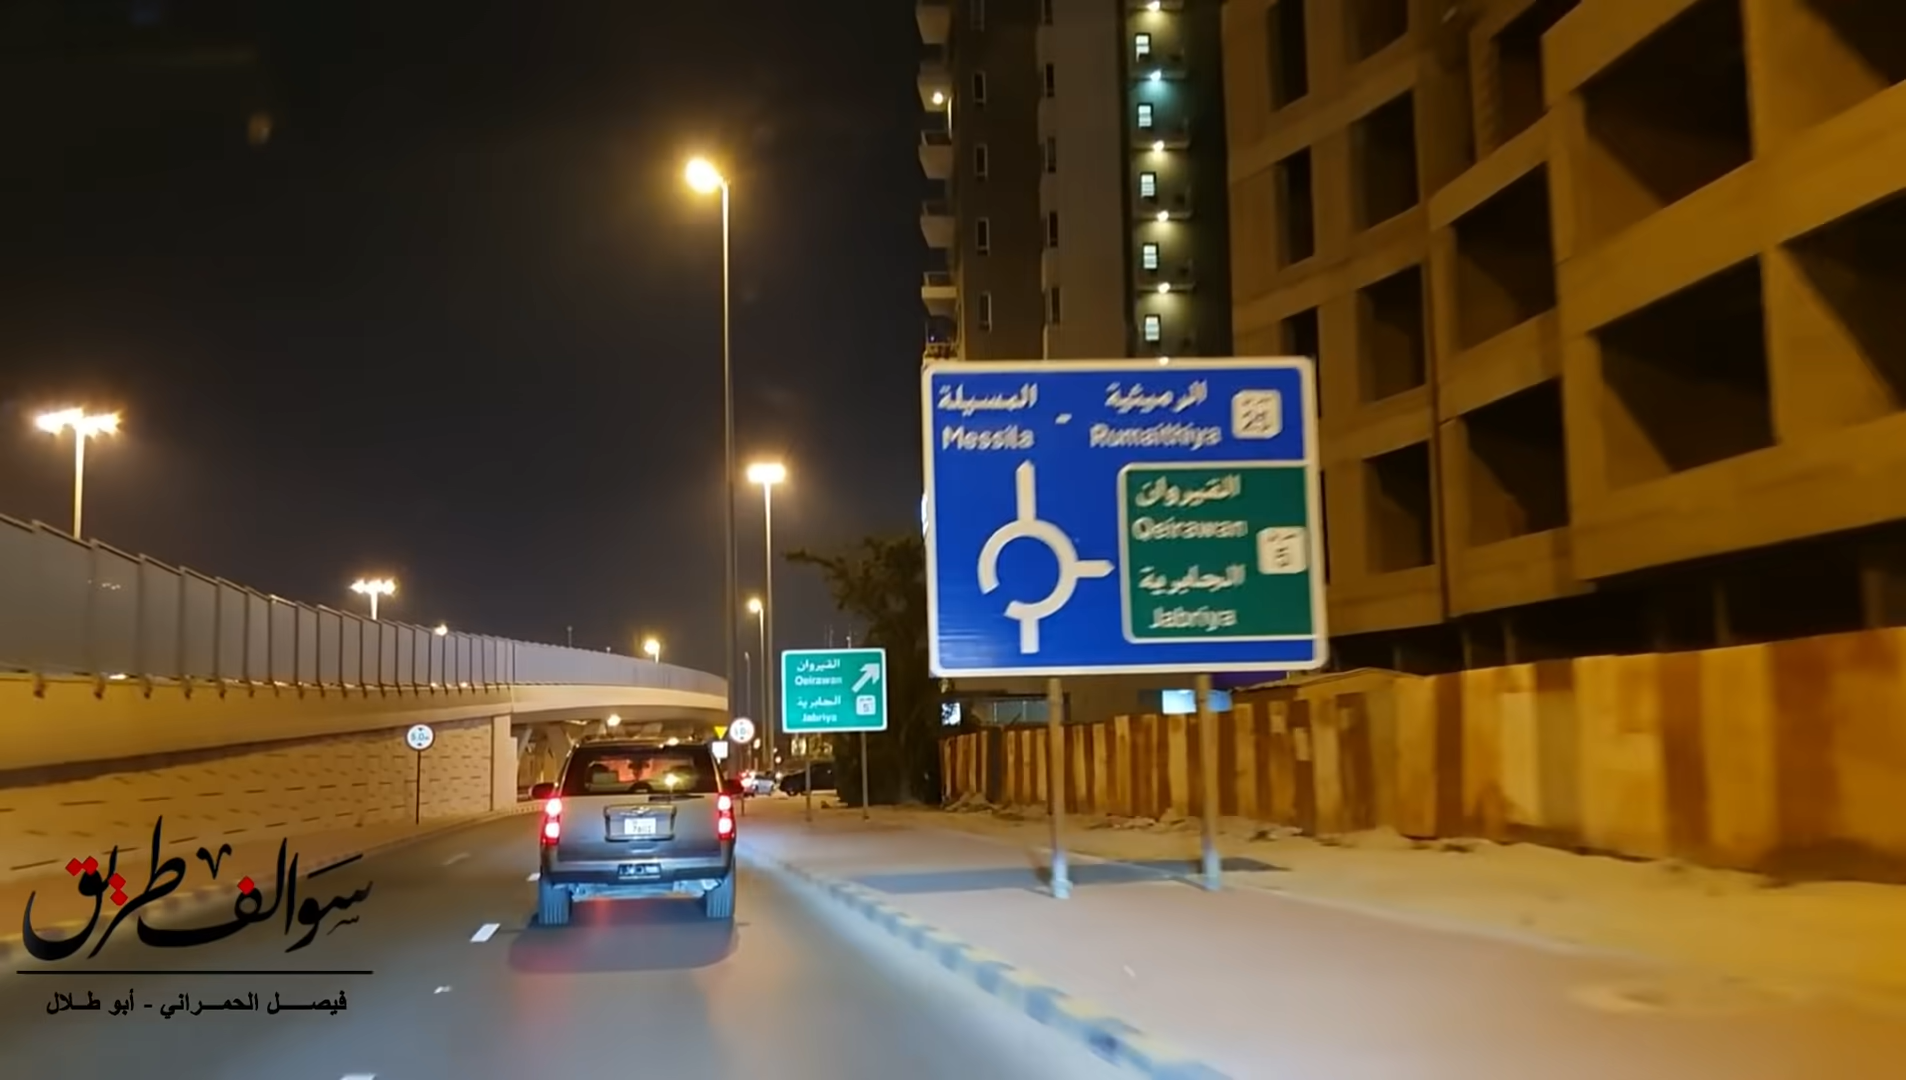 المسيلة - الرميثية
Messila - Rumaithiya
25
القيروان
Qeirawan
5
الجابرية
Jabriya
القيروان
Qeirawan
الجابرية
5
Jabriya
سوالف طريق
فيصل الحمراني - أبو طلال